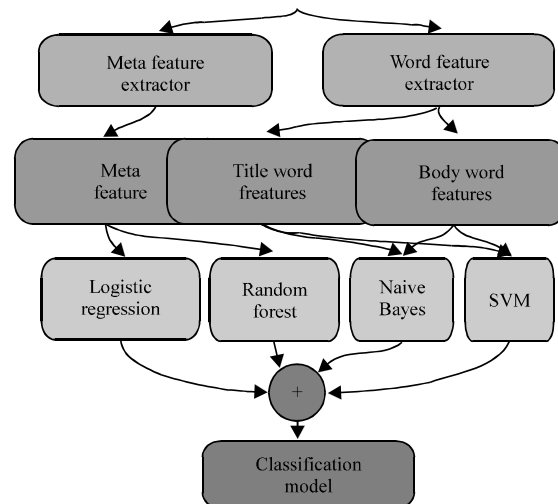 Meta feature
extractor
Word feature
extractor
Meta
feature
Title word
freatures
Body word
features
Logistic
regression
Random
forest
Naive
Bayes
SVM
+
Classification
model